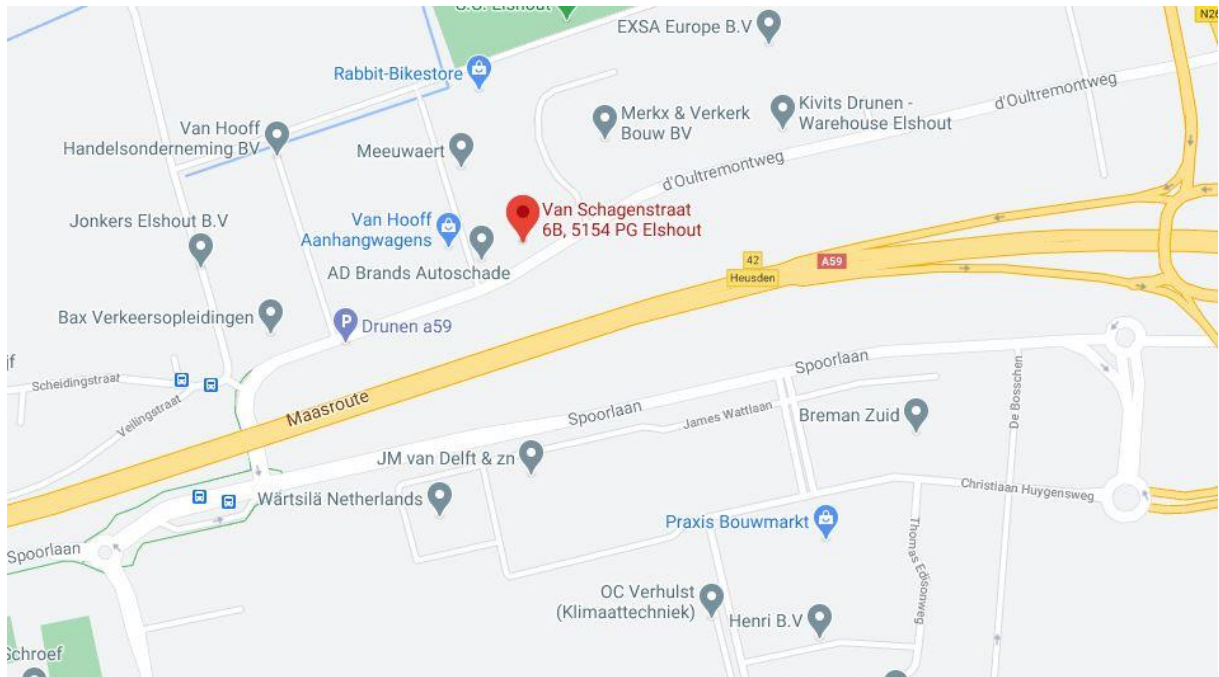 S.C. Elshout
EXSA Europe B.V
N26
Rabbit-Bikestore
d'Oultremontweg
Merkx & Verkerk
Bouw BV
Kivits Drunen -
Warehouse Elshout
Van Hooff
Handelsonderneming BV
Meeuwaert
d'Oultremontweg
Van Schagenstraat
6B, 5154 PG Elshout
Jonkers Elshout B.V
Van Hooff
Aanhangwagens
AD Brands Autoschade
42
Heusden
A59
Bax Verkeersopleidingen
P
Drunen a59
jf
Scheidingstraat
Veilingstraat
Maasroute
Spoorlaan
Spoorlaan
James Wattlaan
De Bosschen
Breman Zuid
JM van Delft & zn
Wärtsilä Netherlands
Christiaan Huygensweg
Praxis Bouwmarkt
Spoorlaan
Thomas Edisonweg
OC Verhulst
(Klimaattechniek)
Henri B.V
Schroef